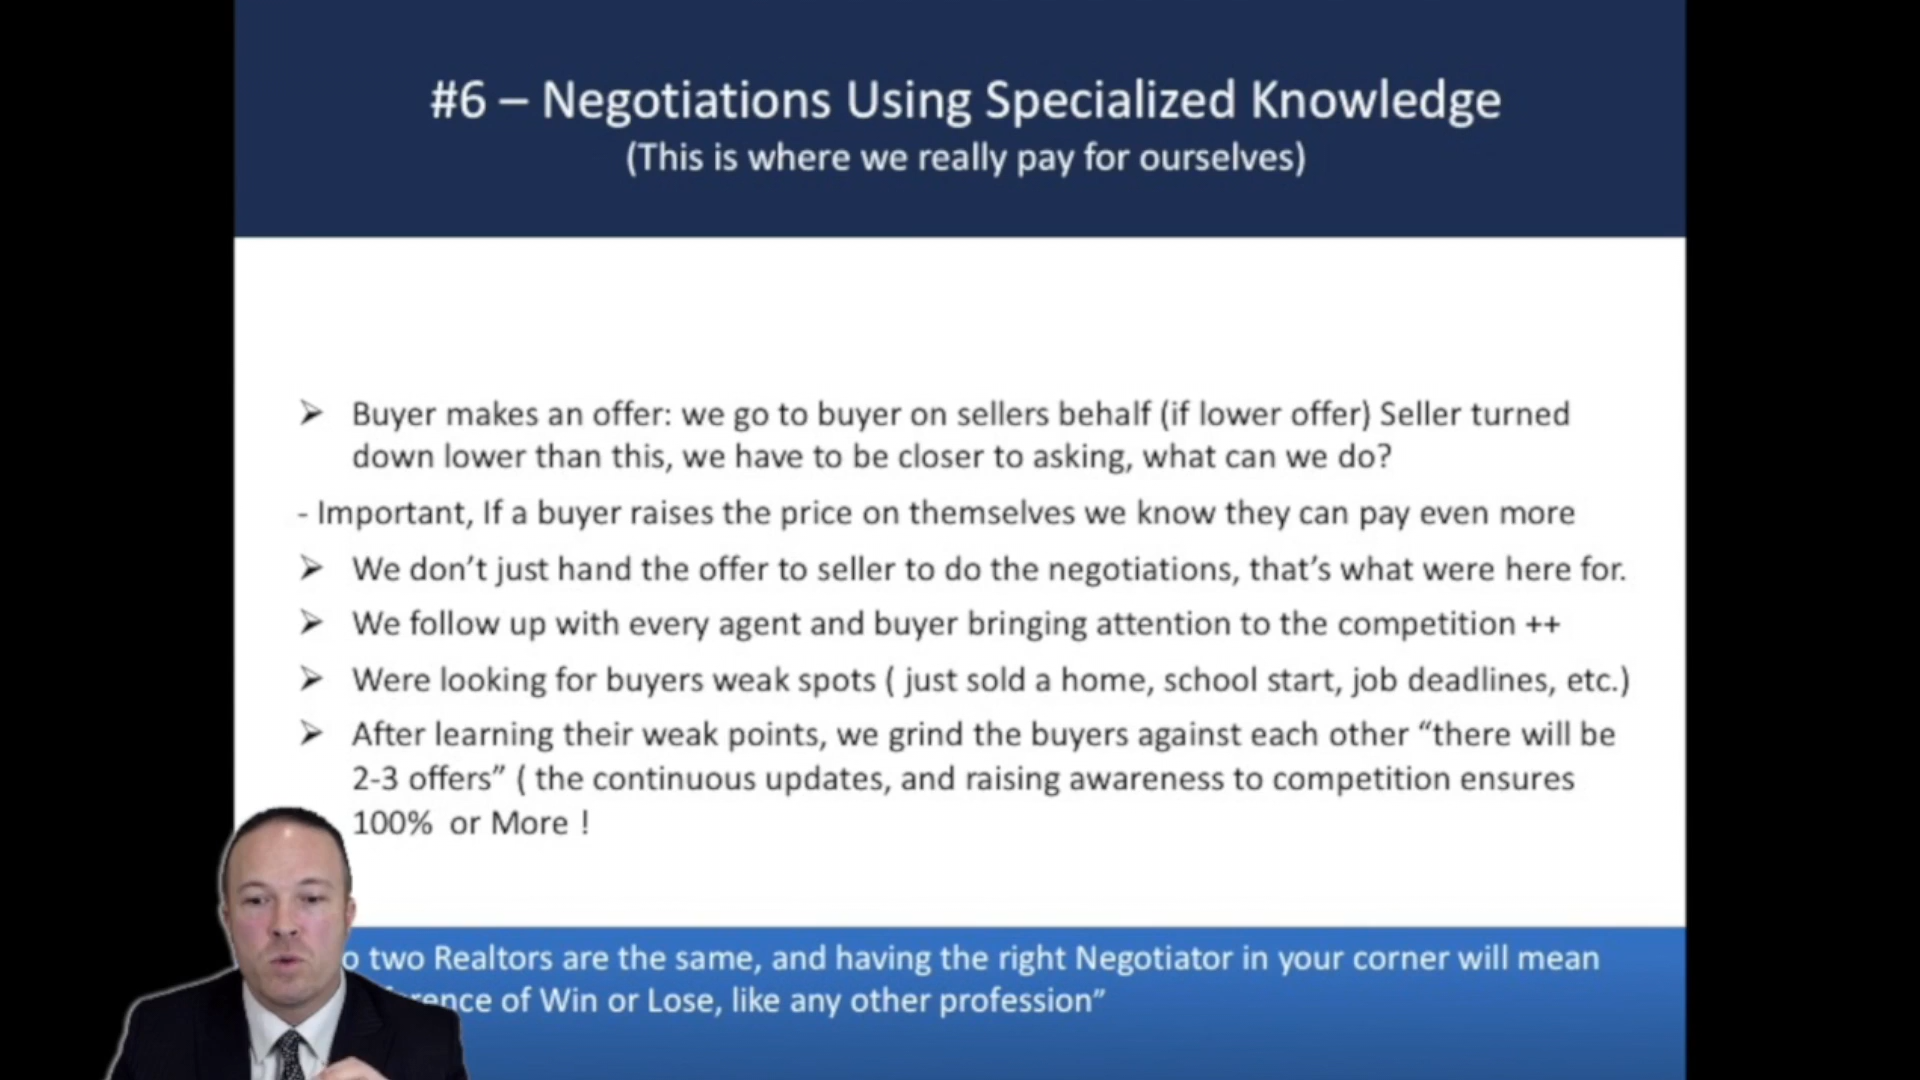 #6 – Negotiations Using Specialized Knowledge
(This is where we really pay for ourselves)
➢ Buyer makes an offer: we go to buyer on sellers behalf (if lower offer) Seller turned
down lower than this, we have to be closer to asking, what can we do?
- Important, If a buyer raises the price on themselves we know they can pay even more
➢ We don’t just hand the offer to seller to do the negotiations, that’s what were here for.
➢ We follow up with every agent and buyer bringing attention to the competition ++
➢ Were looking for buyers weak spots ( just sold a home, school start, job deadlines, etc.)
➢ After learning their weak points, we grind the buyers against each other “there will be
2-3 offers” ( the continuous updates, and raising awareness to competition ensures
100% or More !
two Realtors are the same, and having the right Negotiator in your corner will mean
of Win or Lose, like any other profession”